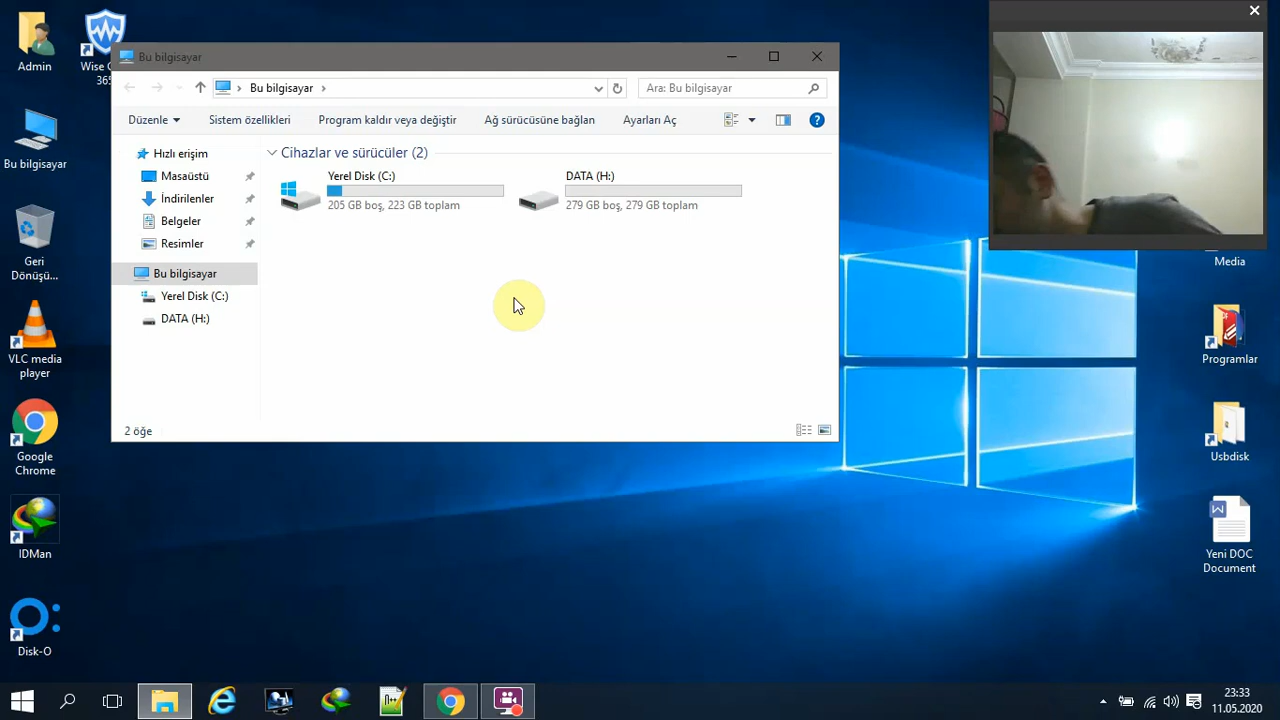 Admin
Wise C
365
Bu bilgisayar
Geri
Dönüşü...
VLC media
player
Google
Chrome
IDMan
Disk-O
Bu bilgisayar
Bu bilgisayar
Ara: Bu bilgisayar
Düzenle
Sistem özellikleri
Program kaldır veya değiştir
Ağ sürücüsüne bağlan
Ayarları Aç
Hızlı erişim
Masaüstü
İndirilenler
Belgeler
Resimler
Bu bilgisayar
Yerel Disk (C:)
DATA (H:)
Cihazlar ve sürücüler (2)
Yerel Disk (C:)
205 GB boş, 223 GB toplam
DATA (H:)
279 GB boş, 279 GB toplam
2 öğe
Media
Programlar
Usbdisk
Yeni DOC
Document
23:33
11.05.2020